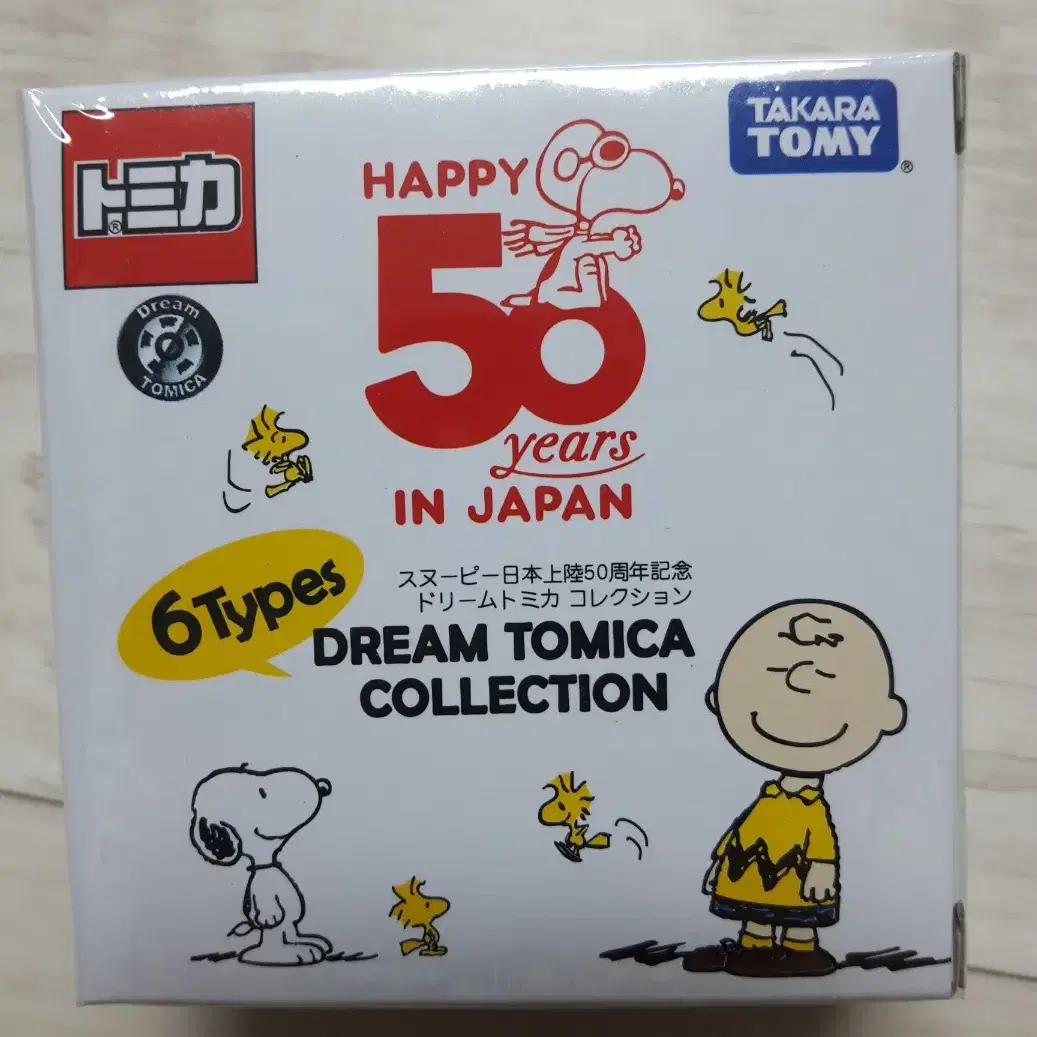 トミカ
®
TAKARA
TOMY
®
HAPPY
50
years
IN JAPAN
Dream
TOMICA
6Types
スヌーピー日本上陸50周年記念
ドリームトミカ コレクション
DREAM TOMICA
COLLECTION